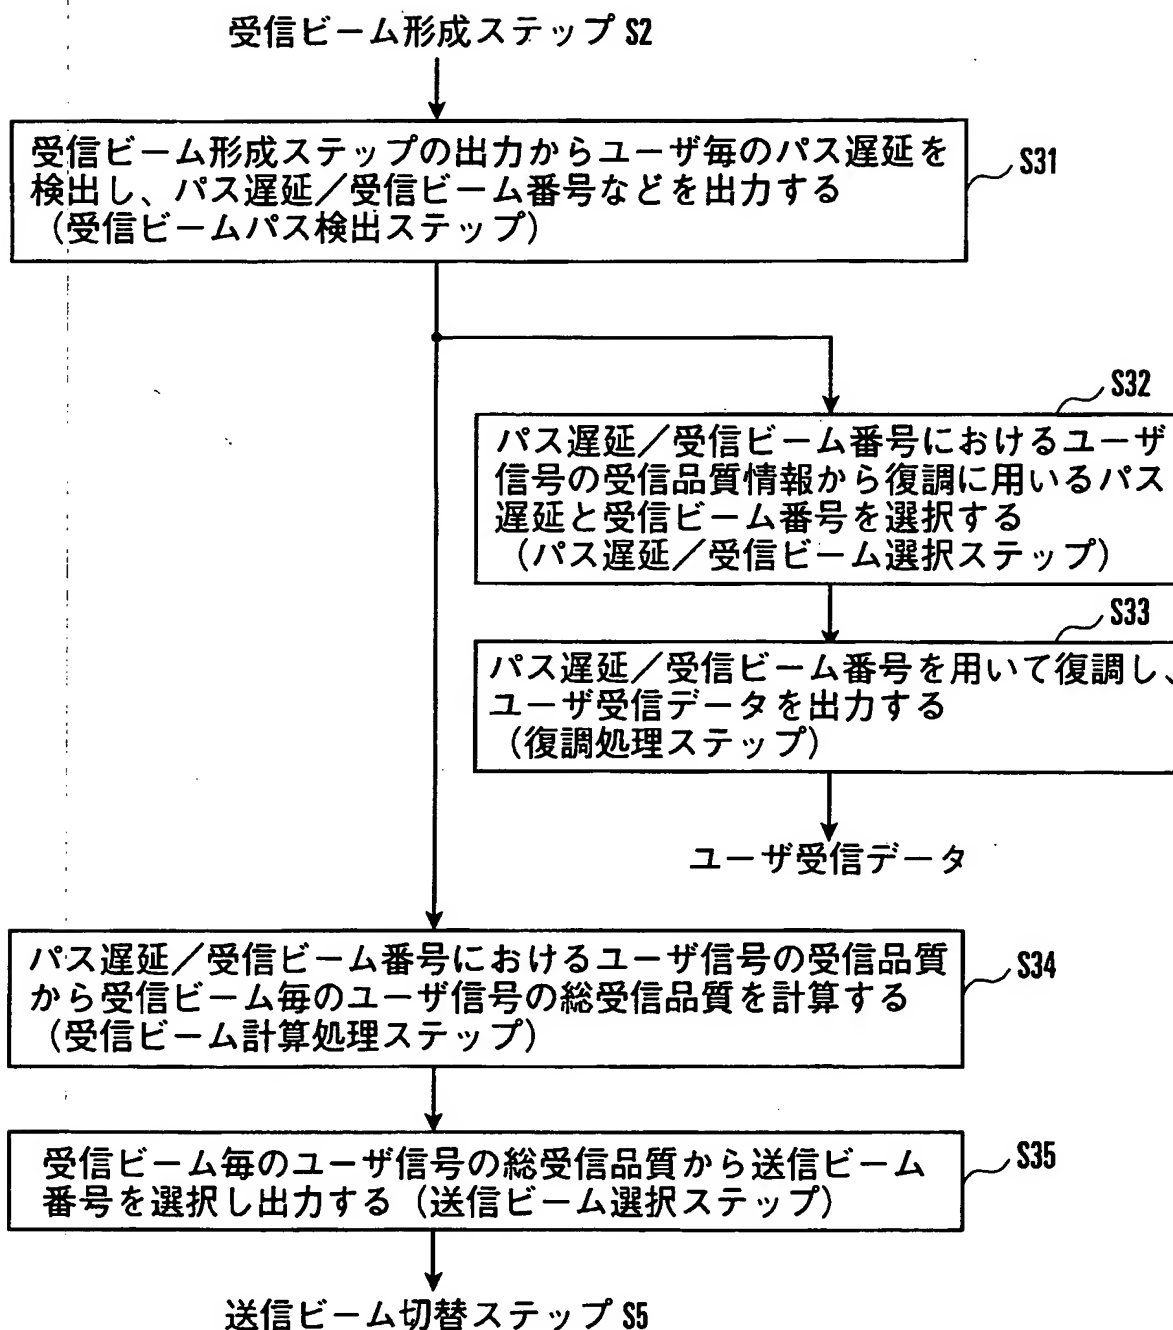 受信ビーム形成ステップ S2
受信ビーム形成ステップの出力からユーザ毎のパス遅延を
検出し、パス遅延／受信ビーム番号などを出力する
（受信ビームパス検出ステップ）
S31
S32
パス遅延／受信ビーム番号におけるユーザ
信号の受信品質情報から復調に用いるパス
遅延と受信ビーム番号を選択する
（パス遅延／受信ビーム選択ステップ）
S33
パス遅延／受信ビーム番号を用いて復調し、
ユーザ受信データを出力する
（復調処理ステップ）
ユーザ受信データ
パス遅延／受信ビーム番号におけるユーザ信号の受信品質
から受信ビーム毎のユーザ信号の総受信品質を計算する
（受信ビーム計算処理ステップ）
S34
受信ビーム毎のユーザ信号の総受信品質から送信ビーム
番号を選択し出力する（送信ビーム選択ステップ）
S35
送信ビーム切替ステップ S5